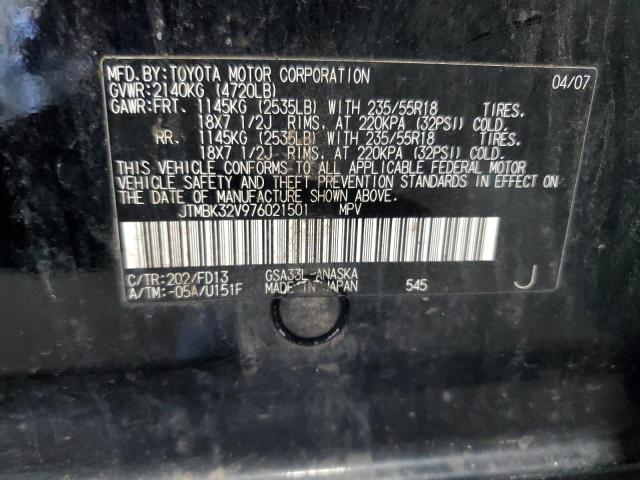 MFD.BY:TOYOTA MOTOR CORPORATION 04/07
GVWR:2140KG (4720LB)
GAWR:FRT. 1145KG (2535LB) WITH 235/55R18 TIRES.
18X7 1/2J RIMS. AT 220KPA (32PSI) COLD.
RR. 1145KG (2535LB) WITH 235/55R18 TIRES.
18X7 1/2J RIMS. AT 220KPA (32PSI) COLD.
THIS VEHICLE CONFORMS TO ALL APPLICABLE FEDERAL MOTOR
VEHICLE SAFETY AND THEFT PREVENTION STANDARDS IN EFFECT ON
THE DATE OF MANUFACTURE SHOWN ABOVE.
JTMBK32V976021501 MPV
C/TR:202/FD13 GSA33L-ANASKA
A/TM:-05A/U151F MADE IN JAPAN 545 J